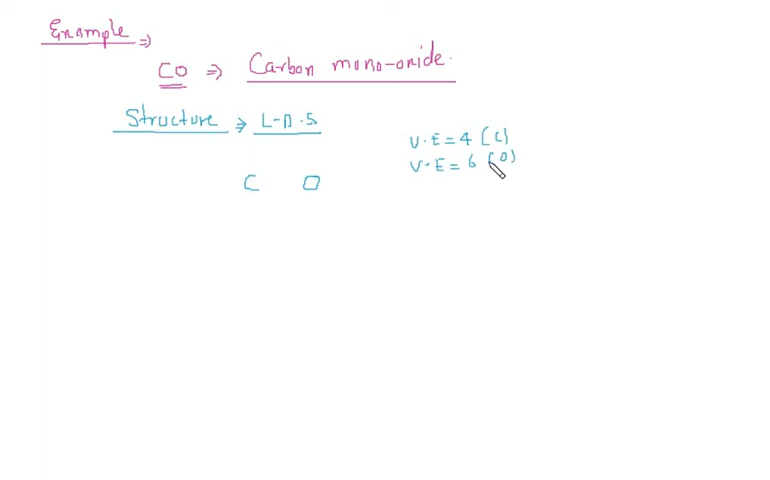 Example ⇒
CO ⇒ Carbon mono-oxide.
Structure → L-D.S
V.E = 4 (C)
V.E = 6 (O)
C O